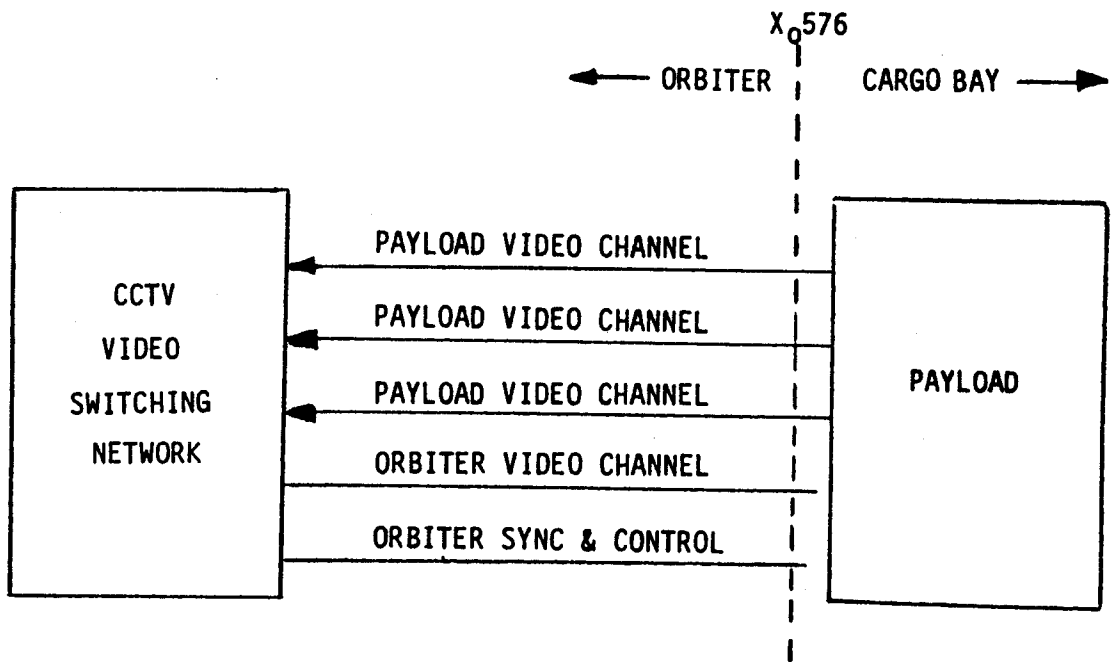 X₀576
ORBITER CARGO BAY
PAYLOAD VIDEO CHANNEL
PAYLOAD VIDEO CHANNEL
PAYLOAD VIDEO CHANNEL
ORBITER VIDEO CHANNEL
ORBITER SYNC & CONTROL
CCTV
VIDEO
SWITCHING
NETWORK
PAYLOAD